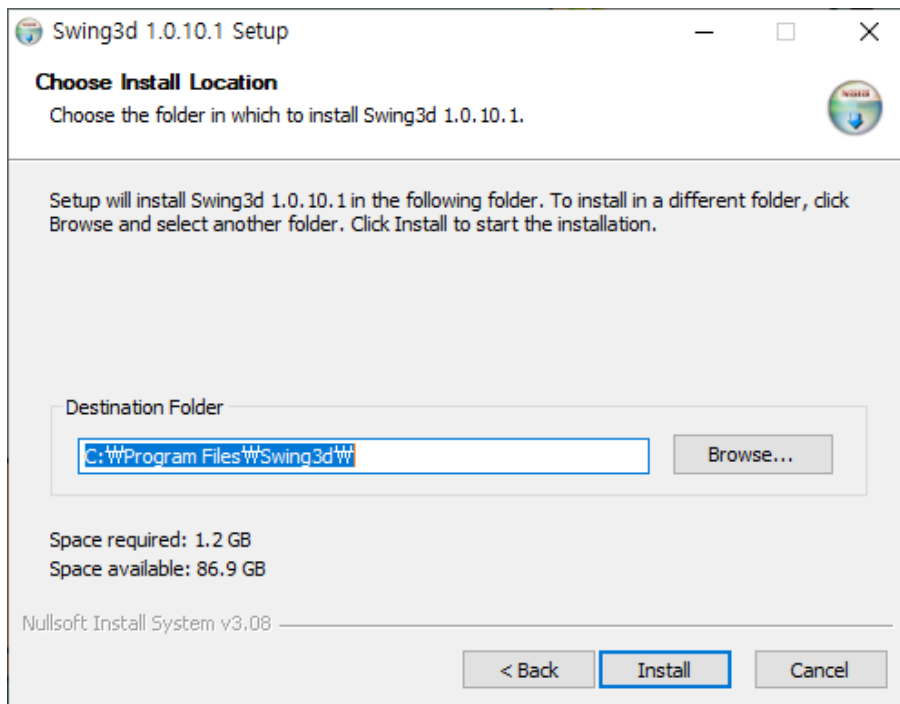 Swing3d 1.0.10.1 Setup
Choose Install Location
Choose the folder in which to install Swing3d 1.0.10.1.
Setup will install Swing3d 1.0.10.1 in the following folder. To install in a different folder, click
Browse and select another folder. Click Install to start the installation.
Destination Folder
C:₩Program Files₩Swing3d₩
Browse...
Space required: 1.2 GB
Space available: 86.9 GB
Nullsoft Install System v3.08
< Back
Install
Cancel